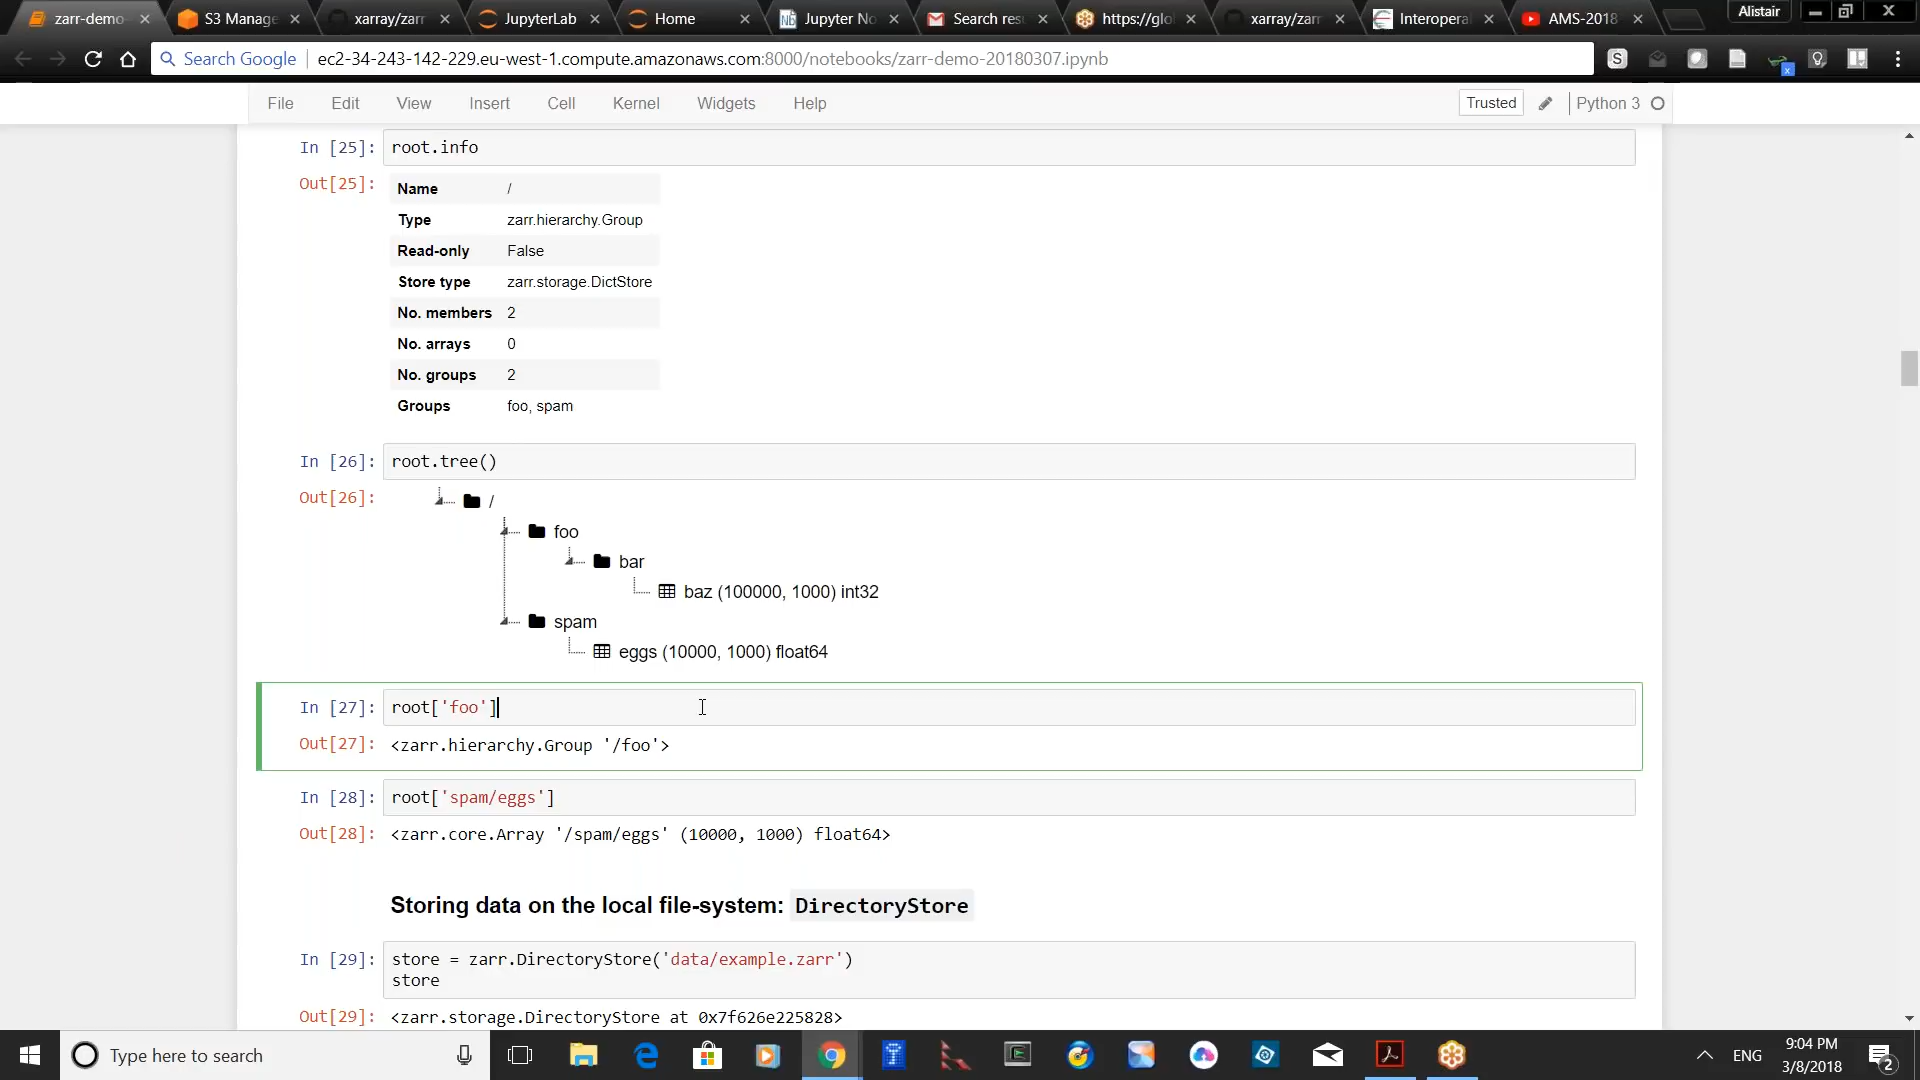 zarr-demo-
S3 Manage
xarray/zarr
JupyterLab
Home
Jupyter No
Search res
https://glo
xarray/zarr
Interopera
AMS-2018
Alistair
Search Google
ec2-34-243-142-229.eu-west-1.compute.amazonaws.com:8000/notebooks/zarr-demo-20180307.ipynb
File Edit View Insert Cell Kernel Widgets Help
Trusted
Python 3
In [25]: root.info
Out[25]:
Name /
Type zarr.hierarchy.Group
Read-only False
Store type zarr.storage.DictStore
No. members 2
No. arrays 0
No. groups 2
Groups foo, spam
In [26]: root.tree()
Out[26]: /
foo
bar
baz (100000, 1000) int32
spam
eggs (10000, 1000) float64
In [27]: root['foo']
Out[27]: <zarr.hierarchy.Group '/foo'>
In [28]: root['spam/eggs']
Out[28]: <zarr.core.Array '/spam/eggs' (10000, 1000) float64>
Storing data on the local file-system: DirectoryStore
In [29]: store = zarr.DirectoryStore('data/example.zarr')
store
Out[29]: <zarr.storage.DirectoryStore at 0x7f626e225828>
Type here to search
ENG
9:04 PM
3/8/2018
2